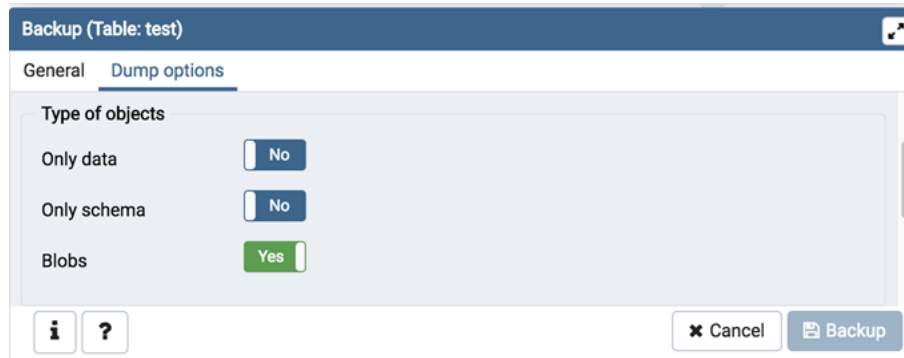 Backup (Table: test)
General Dump options
Type of objects
Only data No
Only schema No
Blobs Yes
i ? Cancel Backup